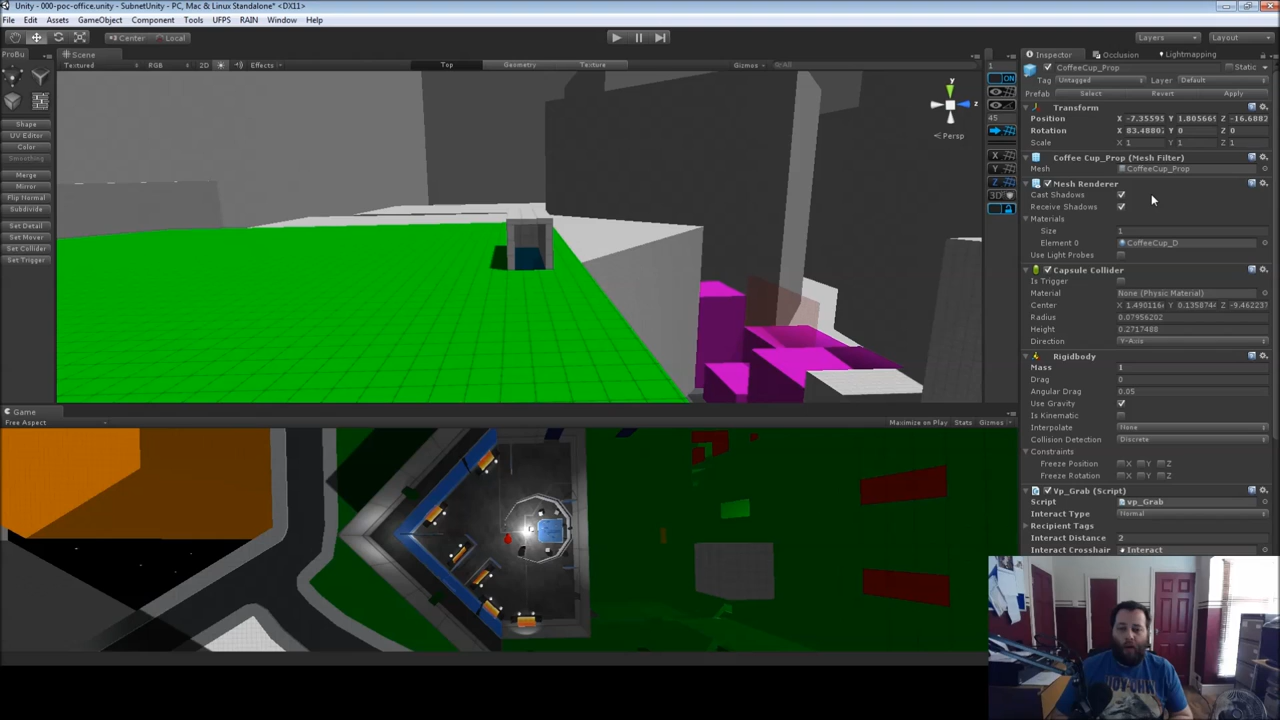 Unity - 000-poc-office.unity - SubnetUnity - PC, Mac & Linux Standalone* <DX11>
File Edit Assets GameObject Component Tools UFPS RAIN Window Help
Center Local Layers Layout
ProBu Scene Inspector Occlusion Lightmapping
Textured RGB 2D Effects Top Geometry Texture Gizmos All
CoffeeCup_Prop Static
Tag Untagged Layer Default
Prefab Select Revert Apply
Transform
Position X -7.35595 Y 1.805669 Z -16.6882
Rotation X 83.48802 Y 0 Z 0
Scale X 1 Y 1 Z 1
Coffee Cup_Prop (Mesh Filter)
Mesh CoffeeCup_Prop
Mesh Renderer
Cast Shadows
Receive Shadows
Materials
Size 1
Element 0 CoffeeCup_D
Use Light Probes
Capsule Collider
Is Trigger
Material None (Physic Material)
Center X 1.490116 Y 0.1358744 Z -9.462237
Radius 0.07956202
Height 0.2717488
Direction Y-Axis
Rigidbody
Mass 1
Drag 0
Angular Drag 0.05
Use Gravity
Is Kinematic
Interpolate None
Collision Detection Discrete
Constraints
Freeze Position X Y Z
Freeze Rotation X Y Z
Vp_Grab (Script)
Script vp_Grab
Interact Type Normal
Recipient Tags
Interact Distance 2
Interact Crosshair Interact
Shape
UV Editor
Color
Smoothing
Merge
Mirror
Flip Normal
Subdivide
Set Detail
Set Mover
Set Collider
Set Trigger
1
ON
45
X
Y
Z
3D
y
z
Persp
Game
Free Aspect Maximize on Play Stats Gizmos